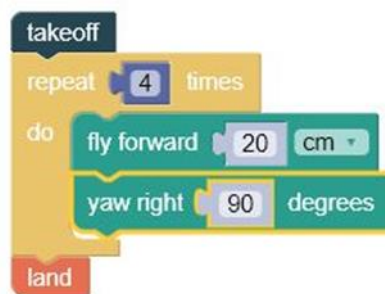 takeoff
repeat 4 times
do fly forward 20 cm
yaw right 90 degrees
land